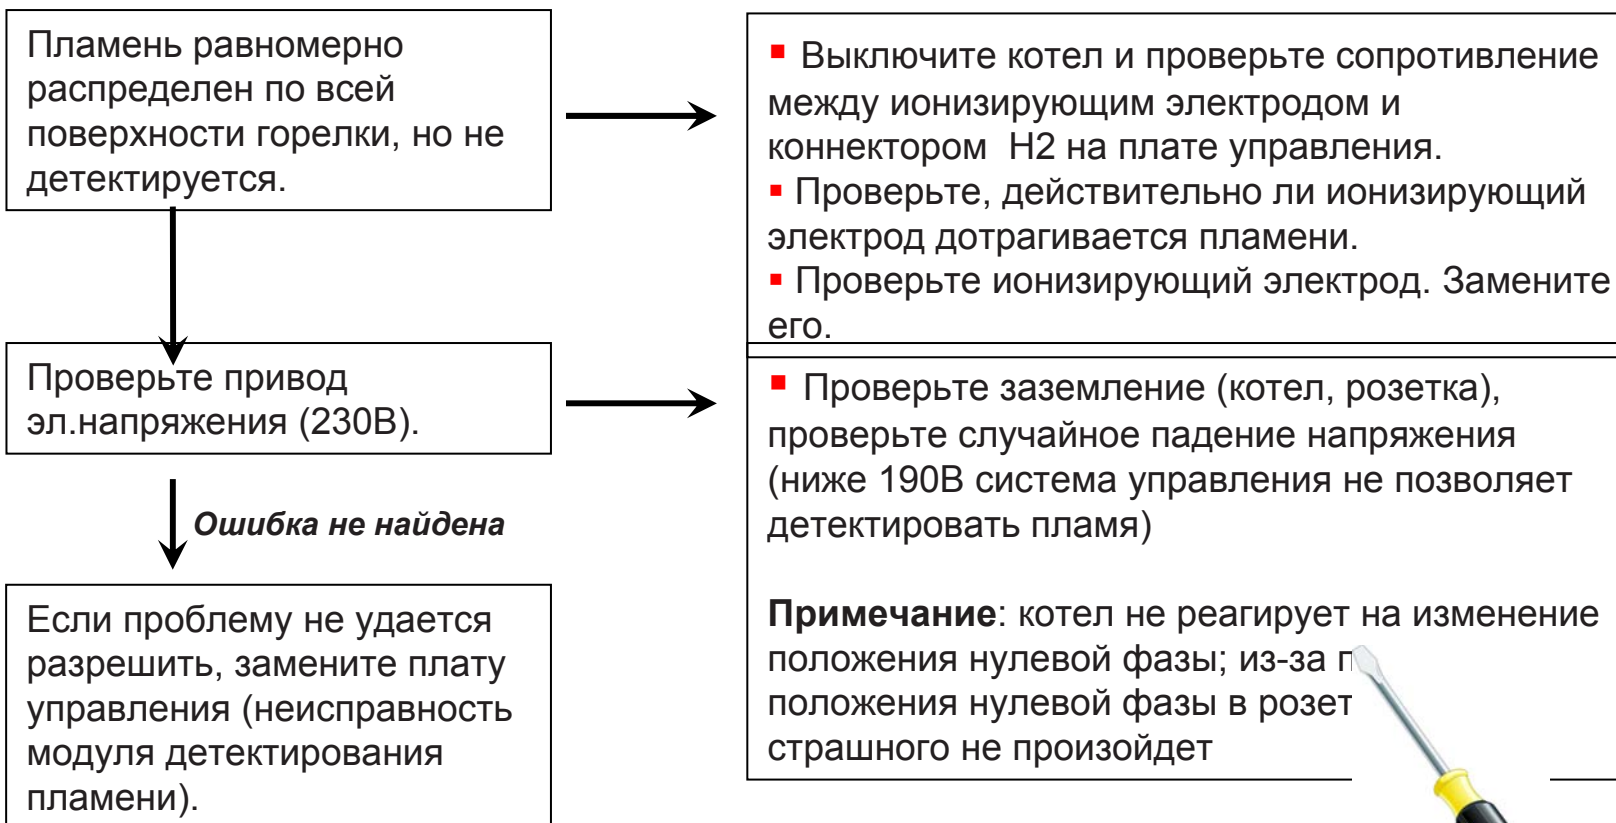 Пламень равномерно
распределен по всей
поверхности горелки, но не
детектируется.
▪ Выключите котел и проверьте сопротивление
между ионизирующим электродом и
коннектором H2 на плате управления.
▪ Проверьте, действительно ли ионизирующий
электрод дотрагивается пламени.
▪ Проверьте ионизирующий электрод. Замените
его.
Проверьте привод
эл.напряжения (230В).
▪ Проверьте заземление (котел, розетка),
проверьте случайное падение напряжения
(ниже 190В система управления не позволяет
детектировать пламя)
Примечание: котел не реагирует на изменение
положения нулевой фазы; из-за
положения нулевой фазы в
страшного не произойдет
Ошибка не найдена
Если проблему не удается
разрешить, замените плату
управления (неисправность
модуля детектирования
пламени).